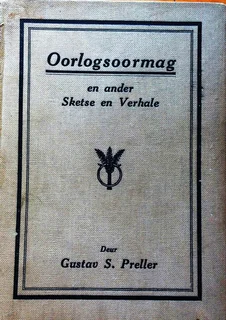 Oorlogsoormag
en ander
Sketse en Verhale
Deur
Gustav S. Preller